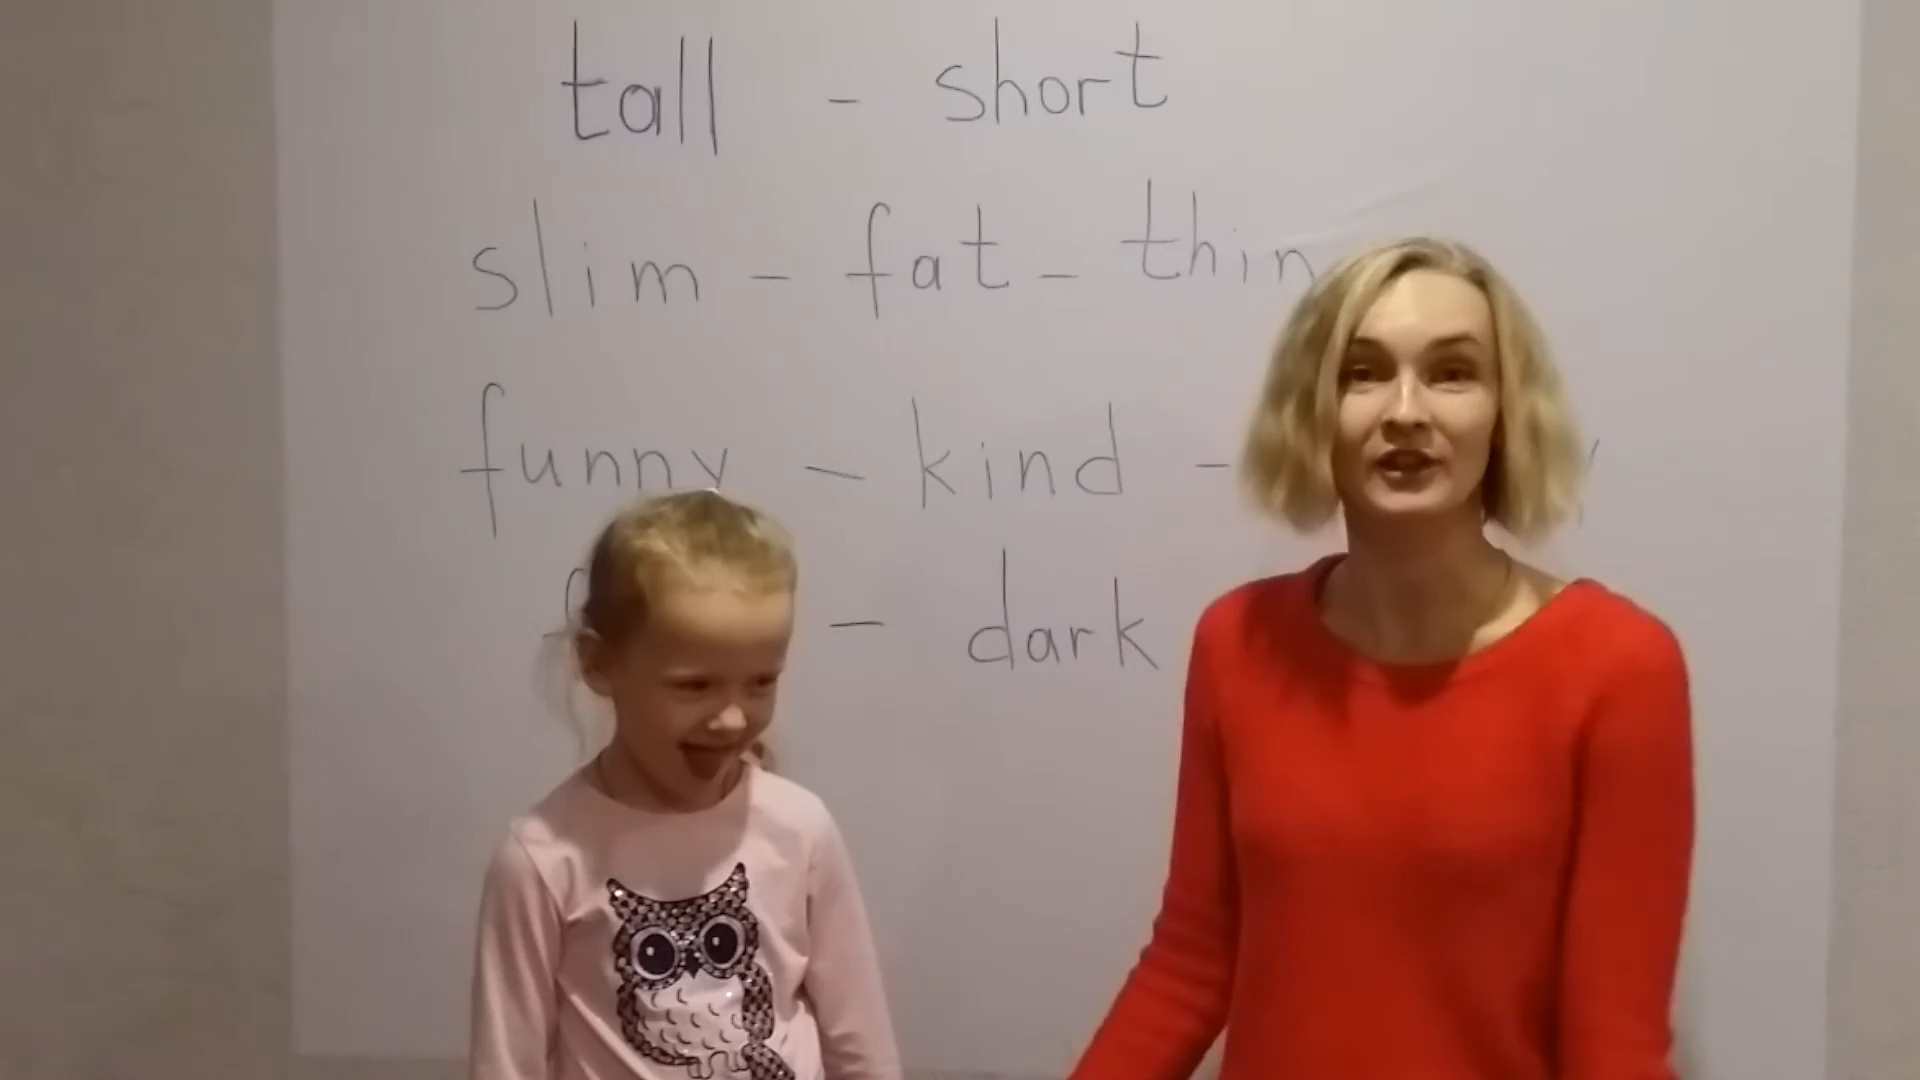 tall - short
slim - fat - thin
funny - kind -
- dark